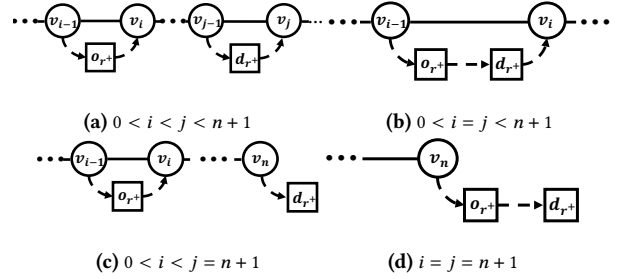 v_{i-1} v_i v_{j-1} v_j
o_{r^+} d_{r^+}
(a) 0 < i < j < n + 1
v_{i-1} v_i
o_{r^+} d_{r^+}
(b) 0 < i = j < n + 1
v_{i-1} v_i v_n
o_{r^+} d_{r^+}
(c) 0 < i < j = n + 1
v_n
o_{r^+} d_{r^+}
(d) i = j = n + 1